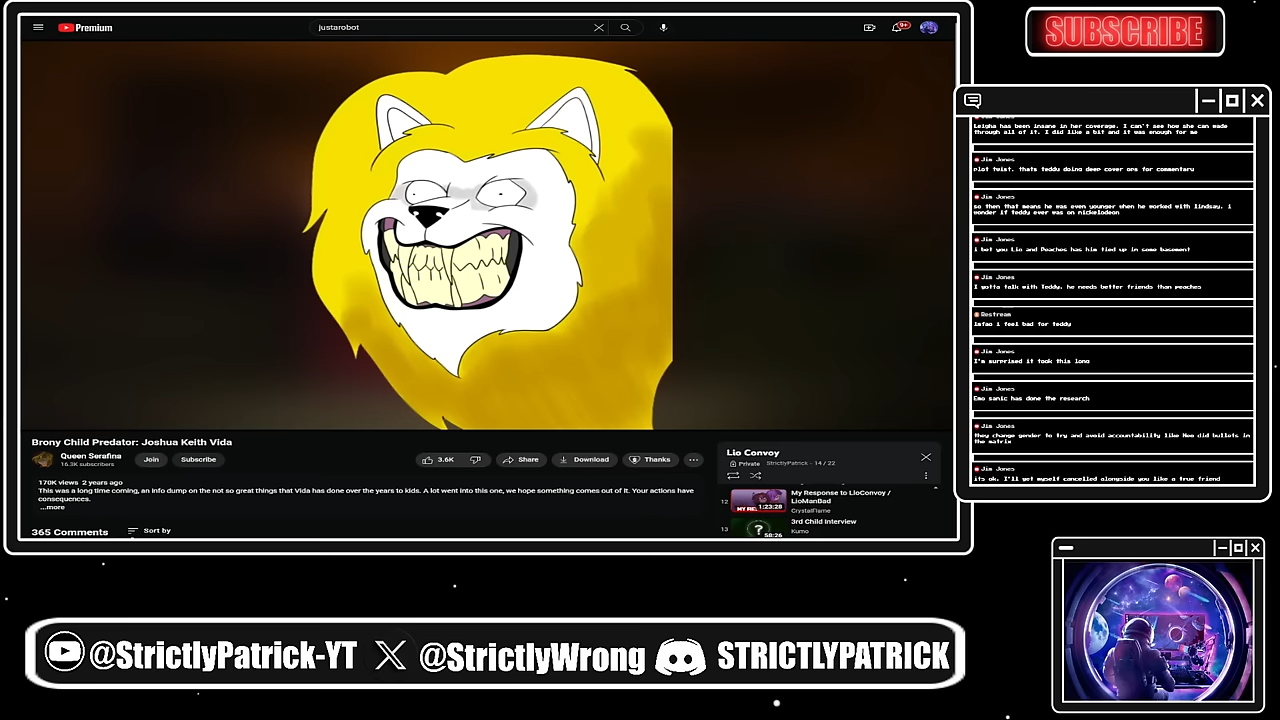 Premium
justarobot
9+
SUBSCRIBE
Leigha has been insane in her coverage. I can't see how she can wade
through all of it. I did like a bit and it was enough for me
Jim Jones
plot twist, thats teddy doing deep cover ops for commentary
Jim Jones
so then that means he was even younger when he worked with lindsay. i
wonder if teddy ever was on nickelodeon
Jim Jones
i bet you Lio and Peaches has him tied up in some basement
Jim Jones
I gotta talk with Teddy, he needs better friends than peaches
Restream
lmfao i feel bad for teddy
Jim Jones
I'm surprised it took this long
Jim Jones
Emo sanic has done the research
Jim Jones
they change gender to try and avoid accountability like Neo did bullets in
the matrix
Jim Jones
its ok, I'll get myself cancelled alongside you like a true friend
Brony Child Predator: Joshua Keith Vida
Queen Serafina
16.3K subscribers
Join
Subscribe
3.6K
Share
Download
Thanks
170K views 2 years ago
This was a long time coming, an info dump on the not so great things that Vida has done over the years to kids. A lot went into this one, we hope something comes out of it. Your actions have
consequences.
...more
365 Comments
Sort by
Lio Convoy
Private
StrictlyPatrick - 14 / 22
12
MY RE
1:23:28
My Response to LioConvoy /
LioManBad
CrystalFlame
13
?
58:26
3rd Child Interview
Kumo
@StrictlyPatrick-YT
@StrictlyWrong
STRICTLYPATRICK